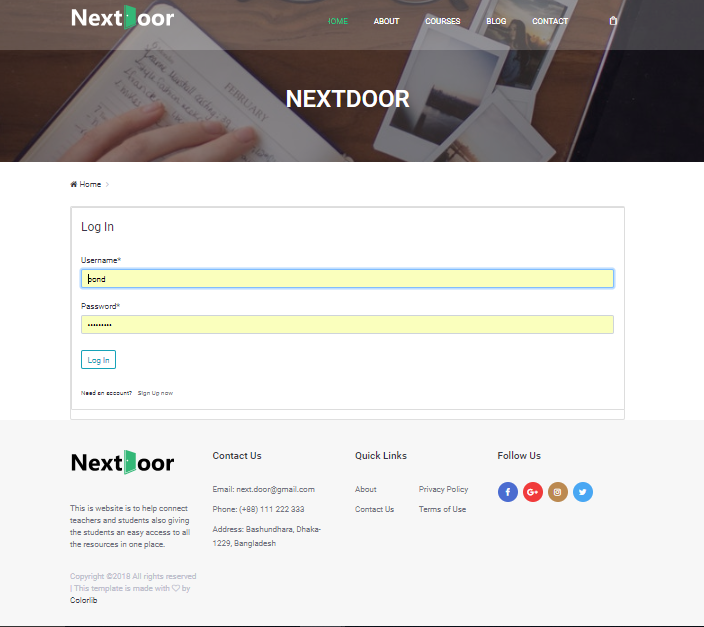 NextDoor
HOME ABOUT COURSES BLOG CONTACT
FEBRUARY
NEXTDOOR
Home >
Log In
Username*
bond
Password*
•••••••••
Log In
Need an account? Sign Up now
NextDoor
This is website is to help connect
teachers and students also giving
the students an easy access to all
the resources in one place.
Copyright ©2018 All rights reserved
| This template is made with ♡ by
Colorlib
Contact Us
Email: next.door@gmail.com
Phone: (+88) 111 222 333
Address: Bashundhara, Dhaka-
1229, Bangladesh
Quick Links
About
Contact Us
Privacy Policy
Terms of Use
Follow Us